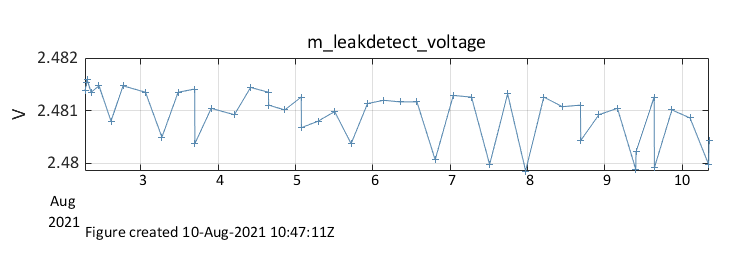 m_leakdetect_voltage
2.482
2.481
2.48
V
3 4 5 6 7 8 9 10
Aug
2021
Figure created 10-Aug-2021 10:47:11Z